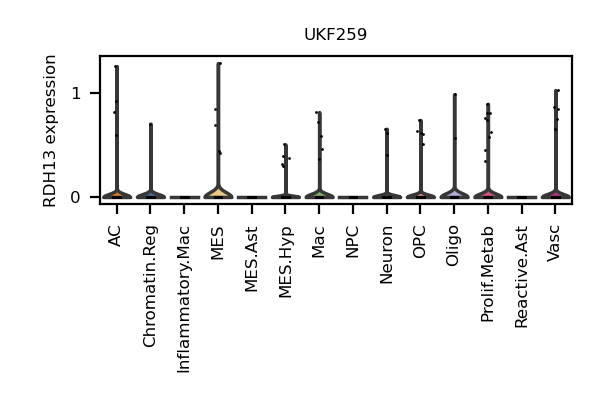 UKF259
RDH13 expression
1
0
AC
Chromatin.Reg
Inflammatory.Mac
MES
MES.Ast
MES.Hyp
Mac
NPC
Neuron
OPC
Oligo
Prolif.Metab
Reactive.Ast
Vasc